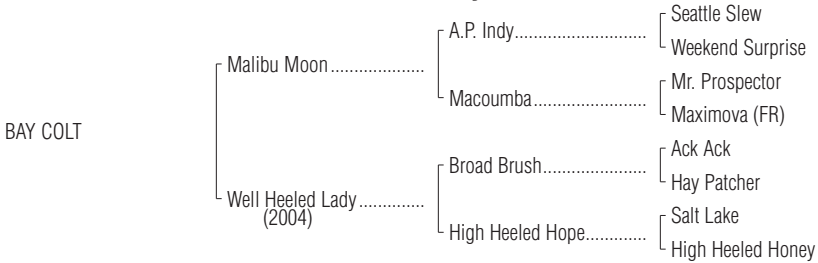 Seattle Slew
A.P. Indy............................
Weekend Surprise
Malibu Moon....................
Mr. Prospector
Macoumba........................
Maximova (FR)
BAY COLT
Ack Ack
Broad Brush......................
Hay Patcher
Well Heeled Lady..............
(2004)
Salt Lake
High Heeled Hope.............
High Heeled Honey